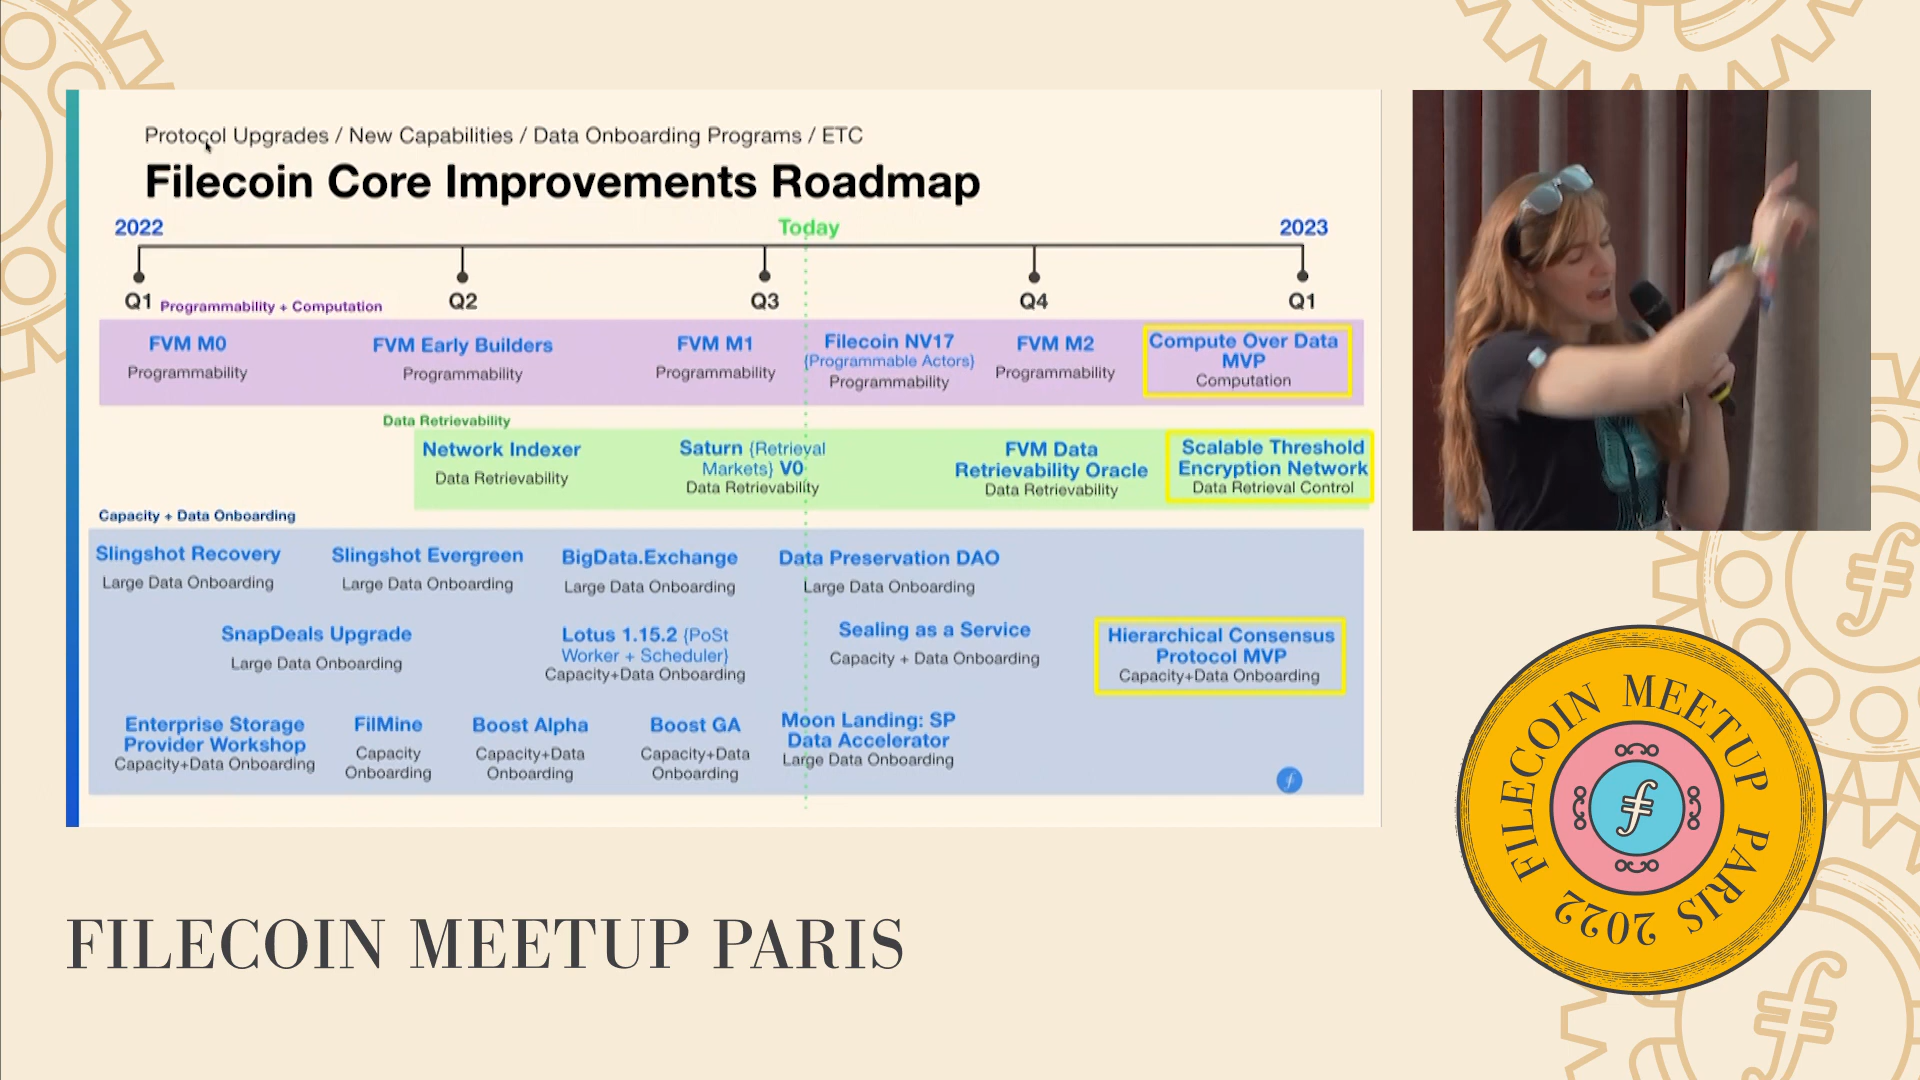 Protocol Upgrades / New Capabilities / Data Onboarding Programs / ETC
Filecoin Core Improvements Roadmap
2022
Today
2023
Q1
Q2
Q3
Q4
Q1
Programmability + Computation
FVM M0
Programmability
FVM Early Builders
Programmability
FVM M1
Programmability
Filecoin NV17
{Programmable Actors}
Programmability
FVM M2
Programmability
Compute Over Data
MVP
Computation
Data Retrievability
Network Indexer
Data Retrievability
Saturn {Retrieval
Markets} V0
Data Retrievability
FVM Data
Retrievability Oracle
Data Retrievability
Scalable Threshold
Encryption Network
Data Retrieval Control
Capacity + Data Onboarding
Slingshot Recovery
Large Data Onboarding
Slingshot Evergreen
Large Data Onboarding
BigData.Exchange
Large Data Onboarding
Data Preservation DAO
Large Data Onboarding
SnapDeals Upgrade
Large Data Onboarding
Lotus 1.15.2 {PoSt
Worker + Scheduler}
Capacity+Data Onboarding
Sealing as a Service
Capacity + Data Onboarding
Hierarchical Consensus
Protocol MVP
Capacity+Data Onboarding
Enterprise Storage
Provider Workshop
Capacity+Data Onboarding
FilMine
Capacity
Onboarding
Boost Alpha
Capacity+Data
Onboarding
Boost GA
Capacity+Data
Onboarding
Moon Landing: SP
Data Accelerator
Large Data Onboarding
FILECOIN MEETUP PARIS
FILECOIN MEETUP PARIS 2022